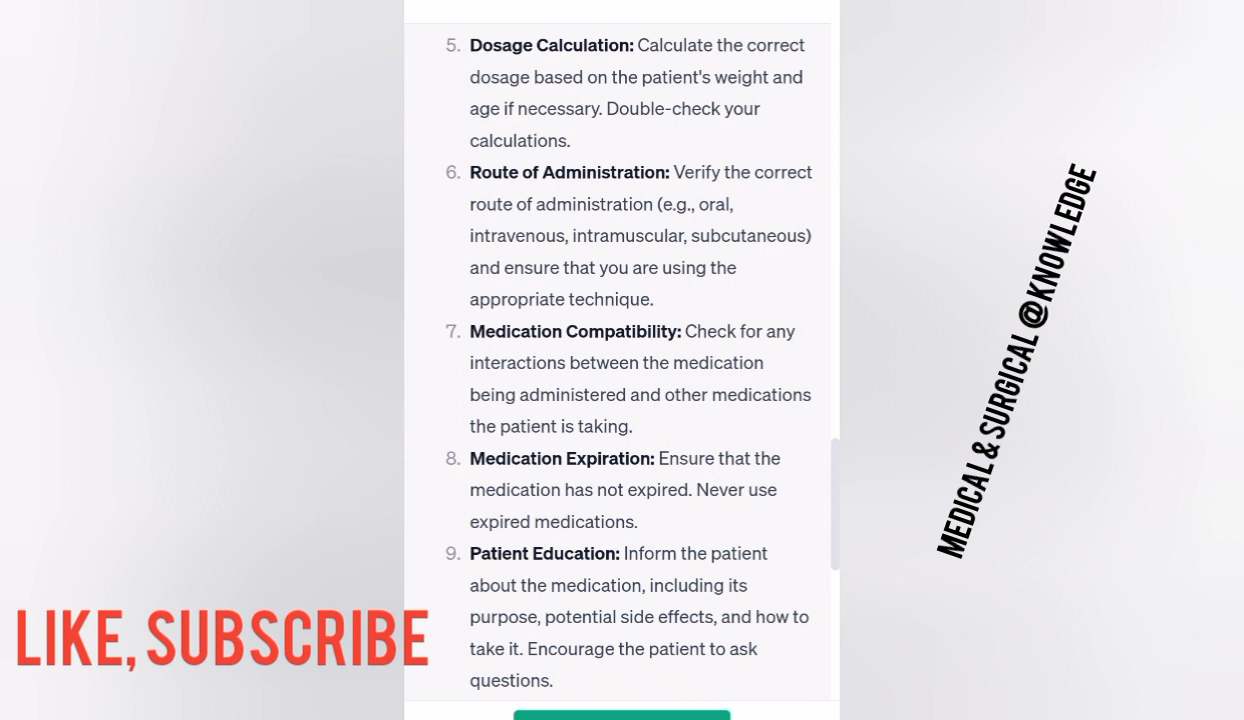 5. Dosage Calculation: Calculate the correct
dosage based on the patient's weight and
age if necessary. Double-check your
calculations.
6. Route of Administration: Verify the correct
route of administration (e.g., oral,
intravenous, intramuscular, subcutaneous)
and ensure that you are using the
appropriate technique.
7. Medication Compatibility: Check for any
interactions between the medication
being administered and other medications
the patient is taking.
8. Medication Expiration: Ensure that the
medication has not expired. Never use
expired medications.
9. Patient Education: Inform the patient
about the medication, including its
purpose, potential side effects, and how to
take it. Encourage the patient to ask
questions.
LIKE, SUBSCRIBE
MEDICAL & SURGICAL @KNOWLEDGE